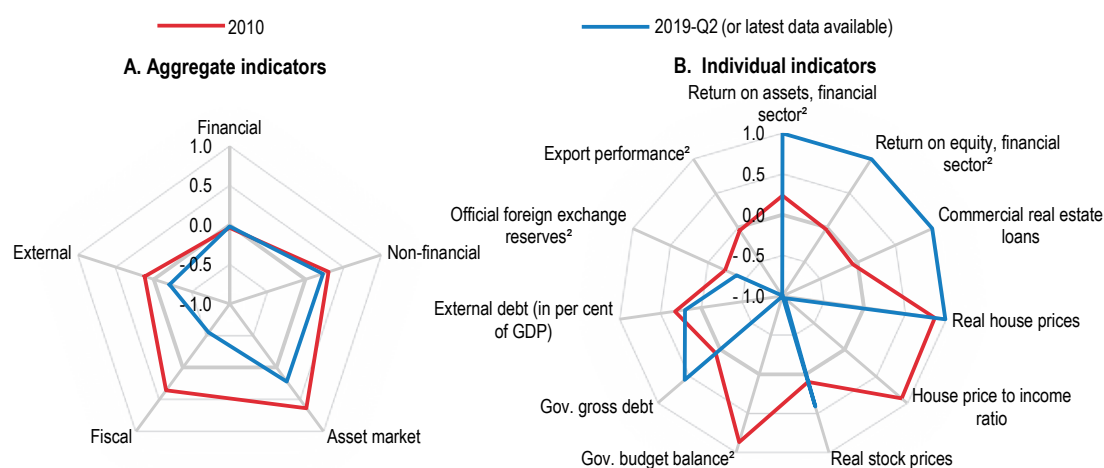 2010
2019-Q2 (or latest data available)
A. Aggregate indicators
B. Individual indicators
Financial
1.0
0.5
0.0
- 0.5
- 1.0
External
Non-financial
Fiscal
Asset market
Return on assets, financial
sector²
1.0
0.5
0.0
- 0.5
- 1.0
Export performance²
Return on equity, financial
sector²
Official foreign exchange
reserves²
Commercial real estate
loans
External debt (in per cent
of GDP)
Real house prices
Gov. gross debt
House price to income
ratio
Gov. budget balance²
Real stock prices